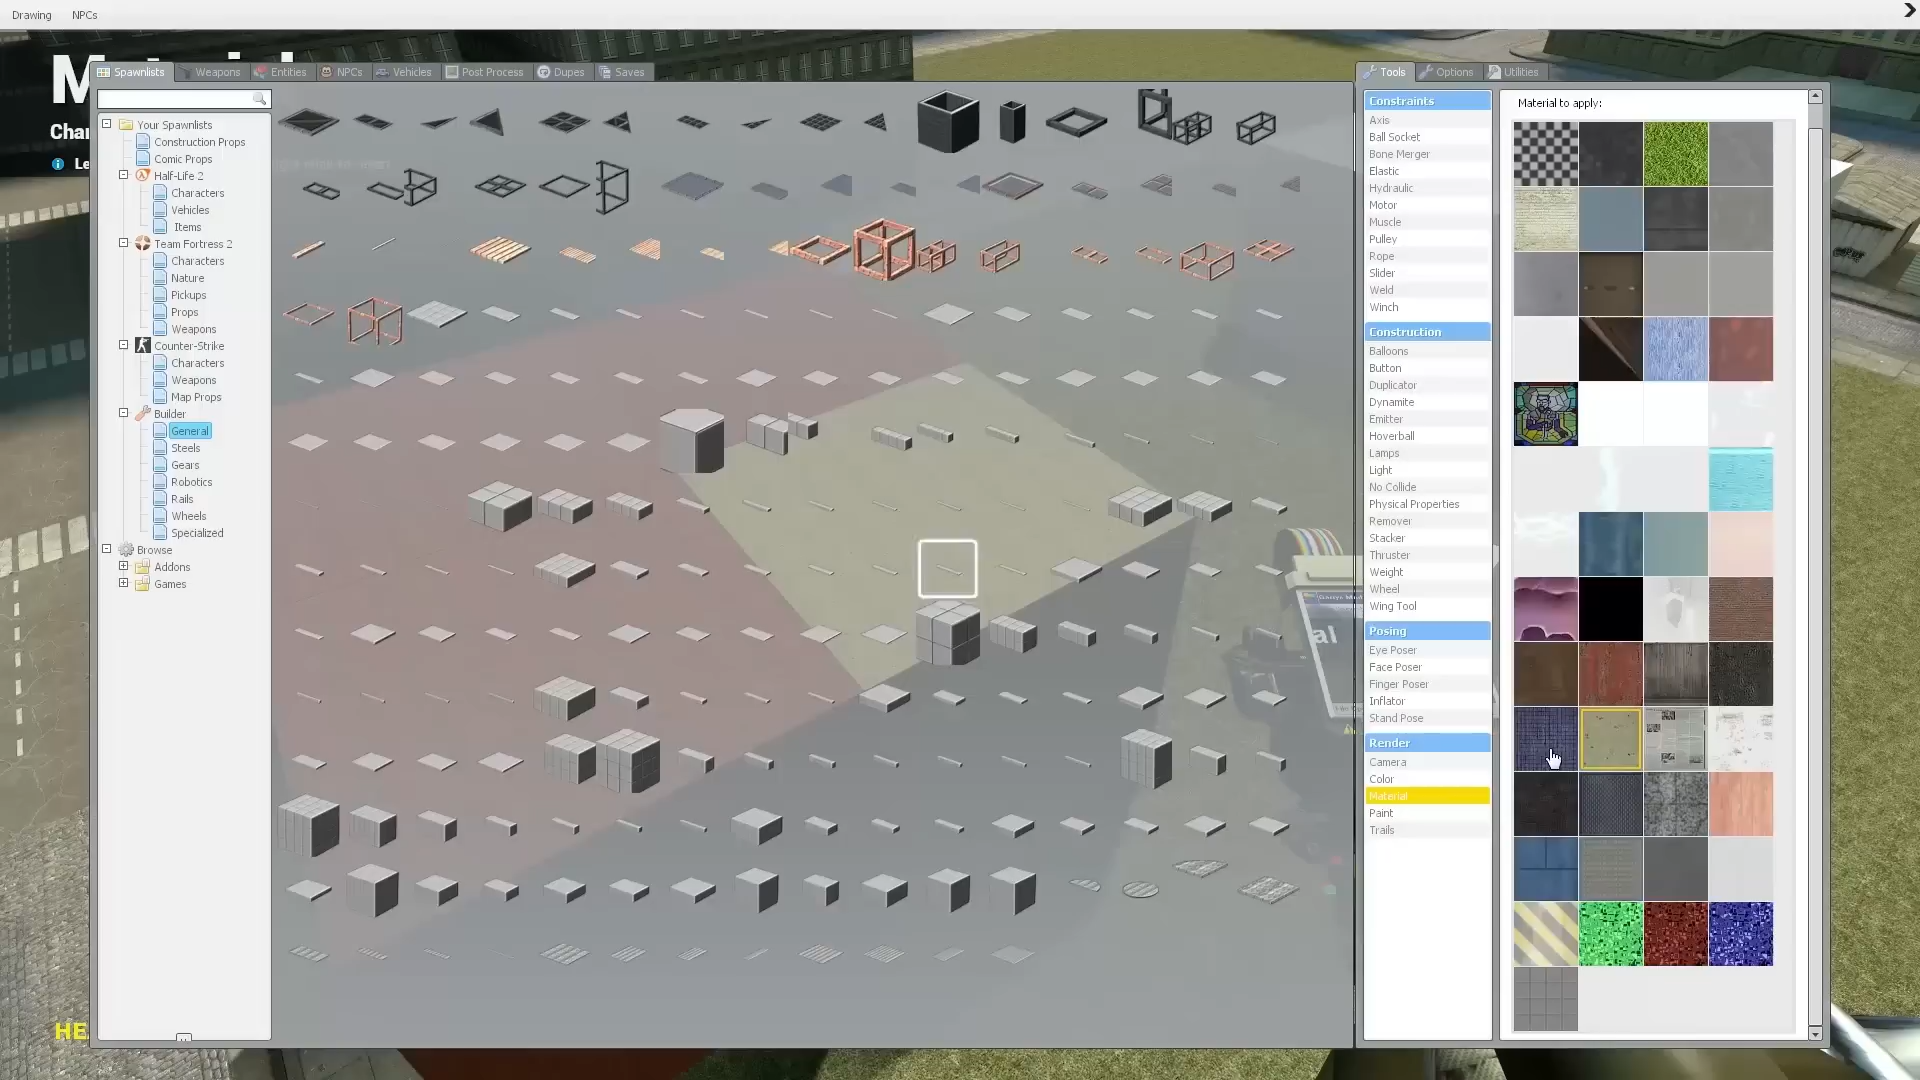 Drawing NPCs
M
Spawnlists Weapons Entities NPCs Vehicles Post Process Dupes Saves
Tools Options Utilities
Char
Le
HE
Your Spawnlists
Construction Props
Comic Props
Half-Life 2
Characters
Vehicles
Items
Team Fortress 2
Characters
Nature
Pickups
Props
Weapons
Counter-Strike
Characters
Weapons
Map Props
Builder
General
Steels
Gears
Robotics
Rails
Wheels
Specialized
Browse
Addons
Games
al
Constraints
Axis
Ball Socket
Bone Merger
Elastic
Hydraulic
Motor
Muscle
Pulley
Rope
Slider
Weld
Winch
Construction
Balloons
Button
Duplicator
Dynamite
Emitter
Hoverball
Lamps
Light
No Collide
Physical Properties
Remover
Stacker
Thruster
Weight
Wheel
Wing Tool
Posing
Eye Poser
Face Poser
Finger Poser
Inflator
Stand Pose
Render
Camera
Color
Material
Paint
Trails
Material to apply: